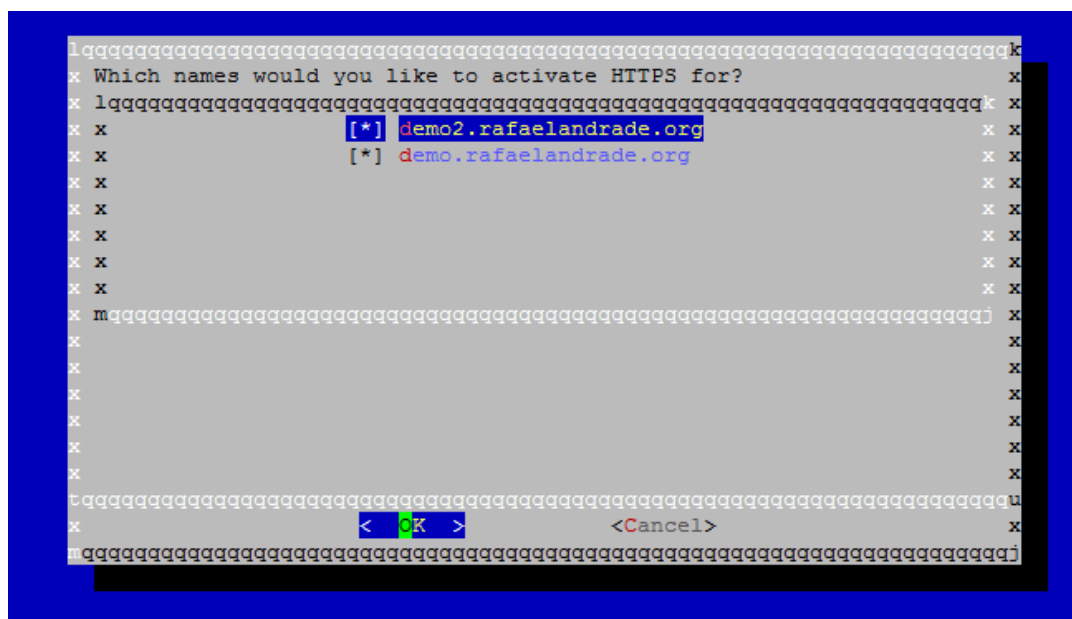 Which names would you like to activate HTTPS for?
[*] demo2.rafaelandrade.org
[*] demo.rafaelandrade.org
< OK > <Cancel>